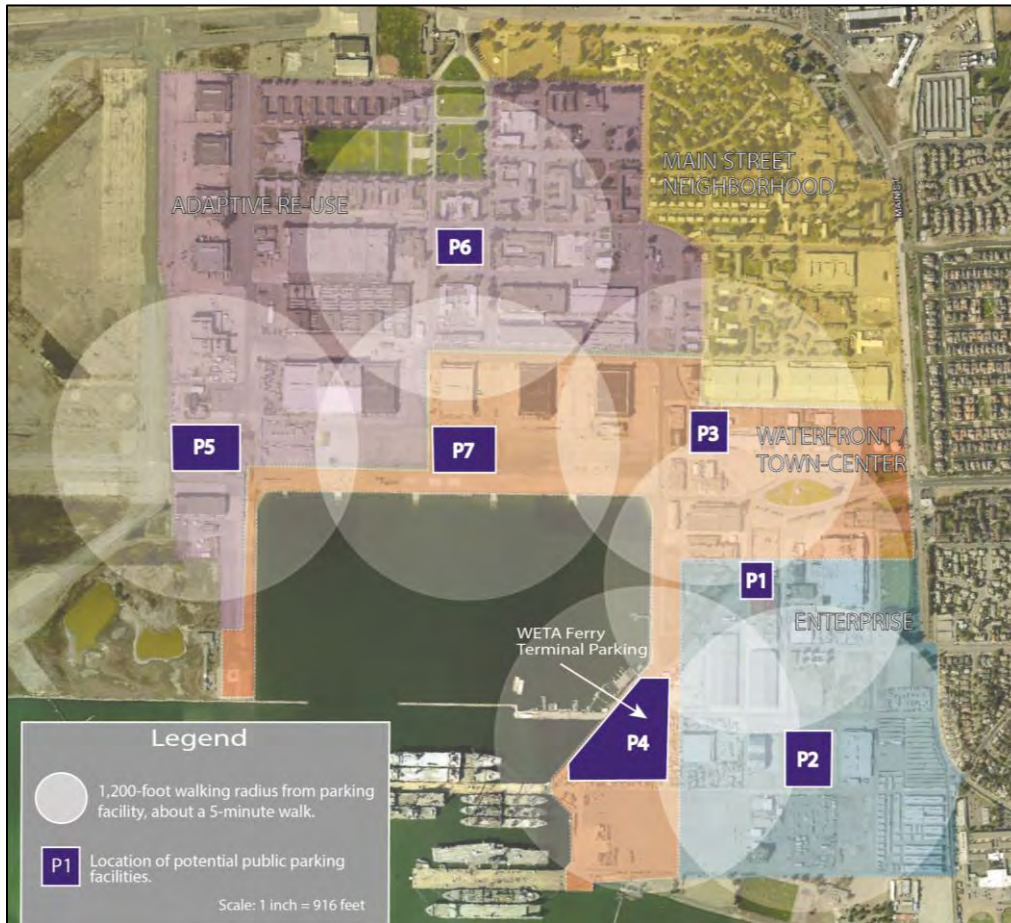 MAIN STREET
NEIGHBORHOOD
MAIN ST
ADAPTIVE RE-USE
P6
P5
P7
P3
WATERFRONT /
TOWN-CENTER
P1
ENTERPRISE
WETA Ferry
Terminal Parking
P4
P2
Legend
1,200-foot walking radius from parking
facility, about a 5-minute walk.
P1
Location of potential public parking
facilities.
Scale: 1 inch = 916 feet